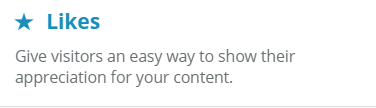 Likes
Give visitors an easy way to show their
appreciation for your content.